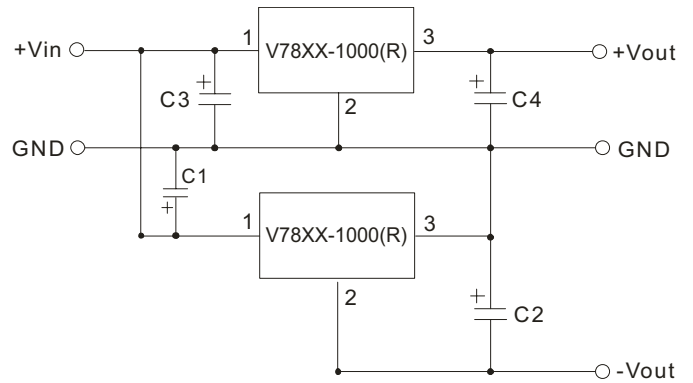 +Vin
1
V78XX-1000(R)
3
+Vout
2
+
C3
+
C4
GND
GND
C1
+
1
V78XX-1000(R)
3
2
+
C2
-Vout